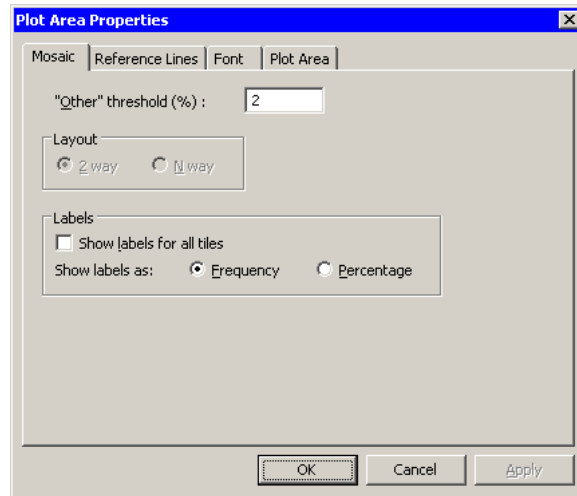 Plot Area Properties
Mosaic Reference Lines Font Plot Area
"Other" threshold (%) : 2
Layout
2 way N way
Labels
Show labels for all tiles
Show labels as: Frequency Percentage
OK Cancel Apply